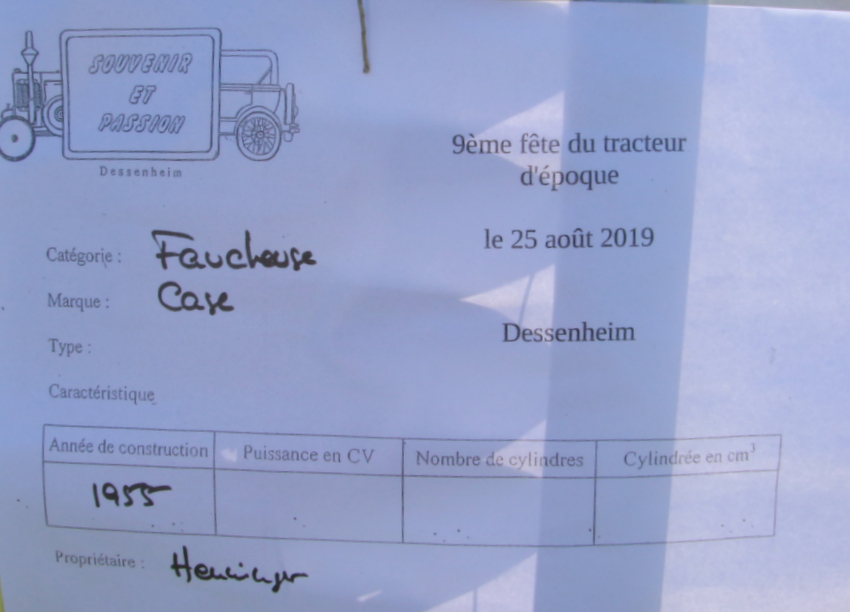 SOUVENIR
ET
PASSION
Dessenheim
9ème fête du tracteur
d'époque
le 25 août 2019
Dessenheim
Catégorie : Faucheuse
Marque : Case
Type :
Caractéristique
Année de construction Puissance en CV Nombre de cylindres Cylindrée en cm³
1955
Propriétaire :